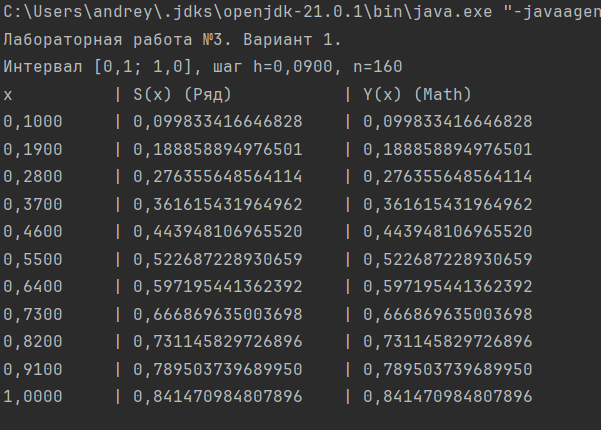 C:\Users\andrey\.jdks\openjdk-21.0.1\bin\java.exe "-javaagen
Лабораторная работа №3. Вариант 1.
Интервал [0,1; 1,0], шаг h=0,0900, n=160
x | S(x) (Ряд) | Y(x) (Math)
0,1000 | 0,099833416646828 | 0,099833416646828
0,1900 | 0,188858894976501 | 0,188858894976501
0,2800 | 0,276355648564114 | 0,276355648564114
0,3700 | 0,361615431964962 | 0,361615431964962
0,4600 | 0,443948106965520 | 0,443948106965520
0,5500 | 0,522687228930659 | 0,522687228930659
0,6400 | 0,597195441362392 | 0,597195441362392
0,7300 | 0,666869635003698 | 0,666869635003698
0,8200 | 0,731145829726896 | 0,731145829726896
0,9100 | 0,789503739689950 | 0,789503739689950
1,0000 | 0,841470984807896 | 0,841470984807896